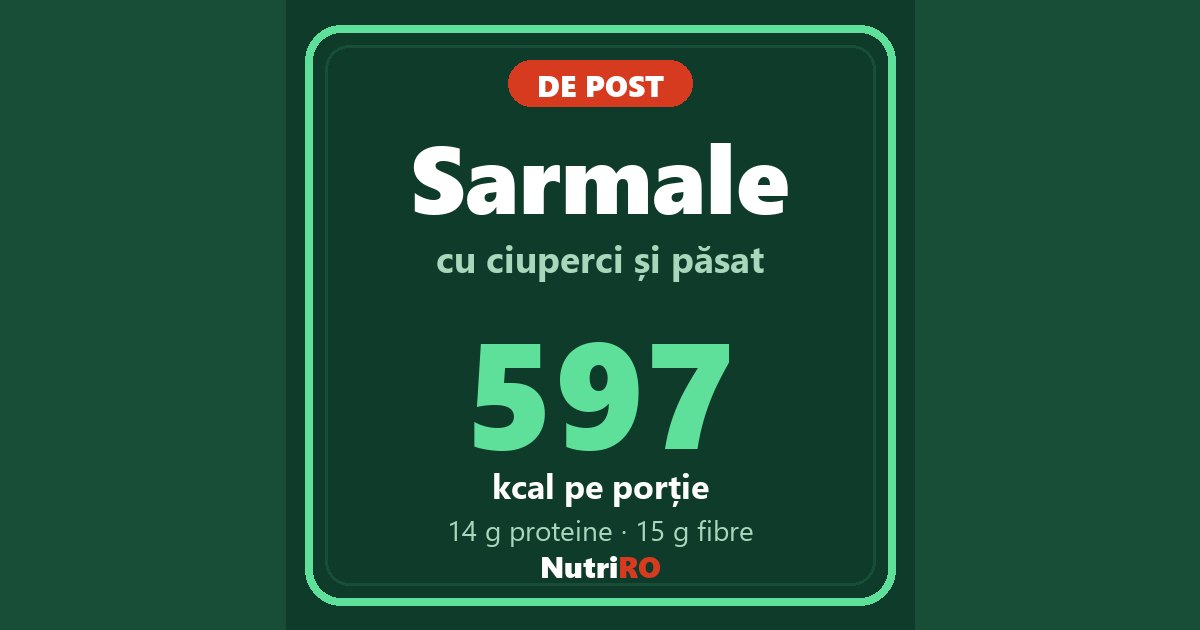 DE POST
Sarmale
cu ciuperci și păsat
597
kcal pe porție
14 g proteine · 15 g fibre
NutriRO